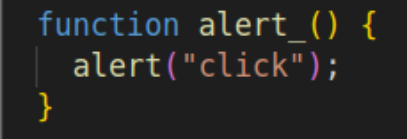 function alert_() {
  alert("click");
}